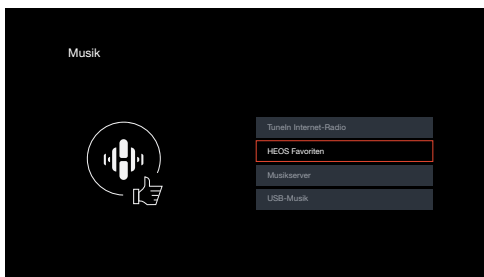 Musik
TuneIn Internet-Radio
HEOS Favoriten
Musikserver
USB-Musik